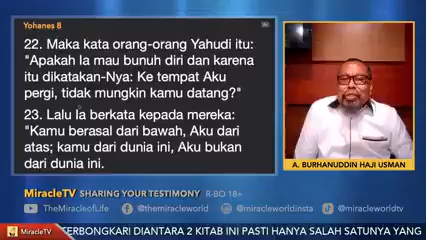 Yohanes 8
22. Maka kata orang-orang Yahudi itu:
"Apakah Ia mau bunuh diri dan karena
itu dikatakan-Nya: Ke tempat Aku
pergi, tidak mungkin kamu datang?"
23. Lalu Ia berkata kepada mereka:
"Kamu berasal dari bawah, Aku dari
atas; kamu dari dunia ini, Aku bukan
dari dunia ini.
A. BURHANUDDIN HAJI USMAN
MiracleTV SHARING YOUR TESTIMONY R-BO 18+
TheMiracleofLife @themiracleworld @miracleworldinsta @miracleworldtv
MiracleTV TERBONGKAR! DIANTARA 2 KITAB INI PASTI HANYA SALAH SATUNYA YANG